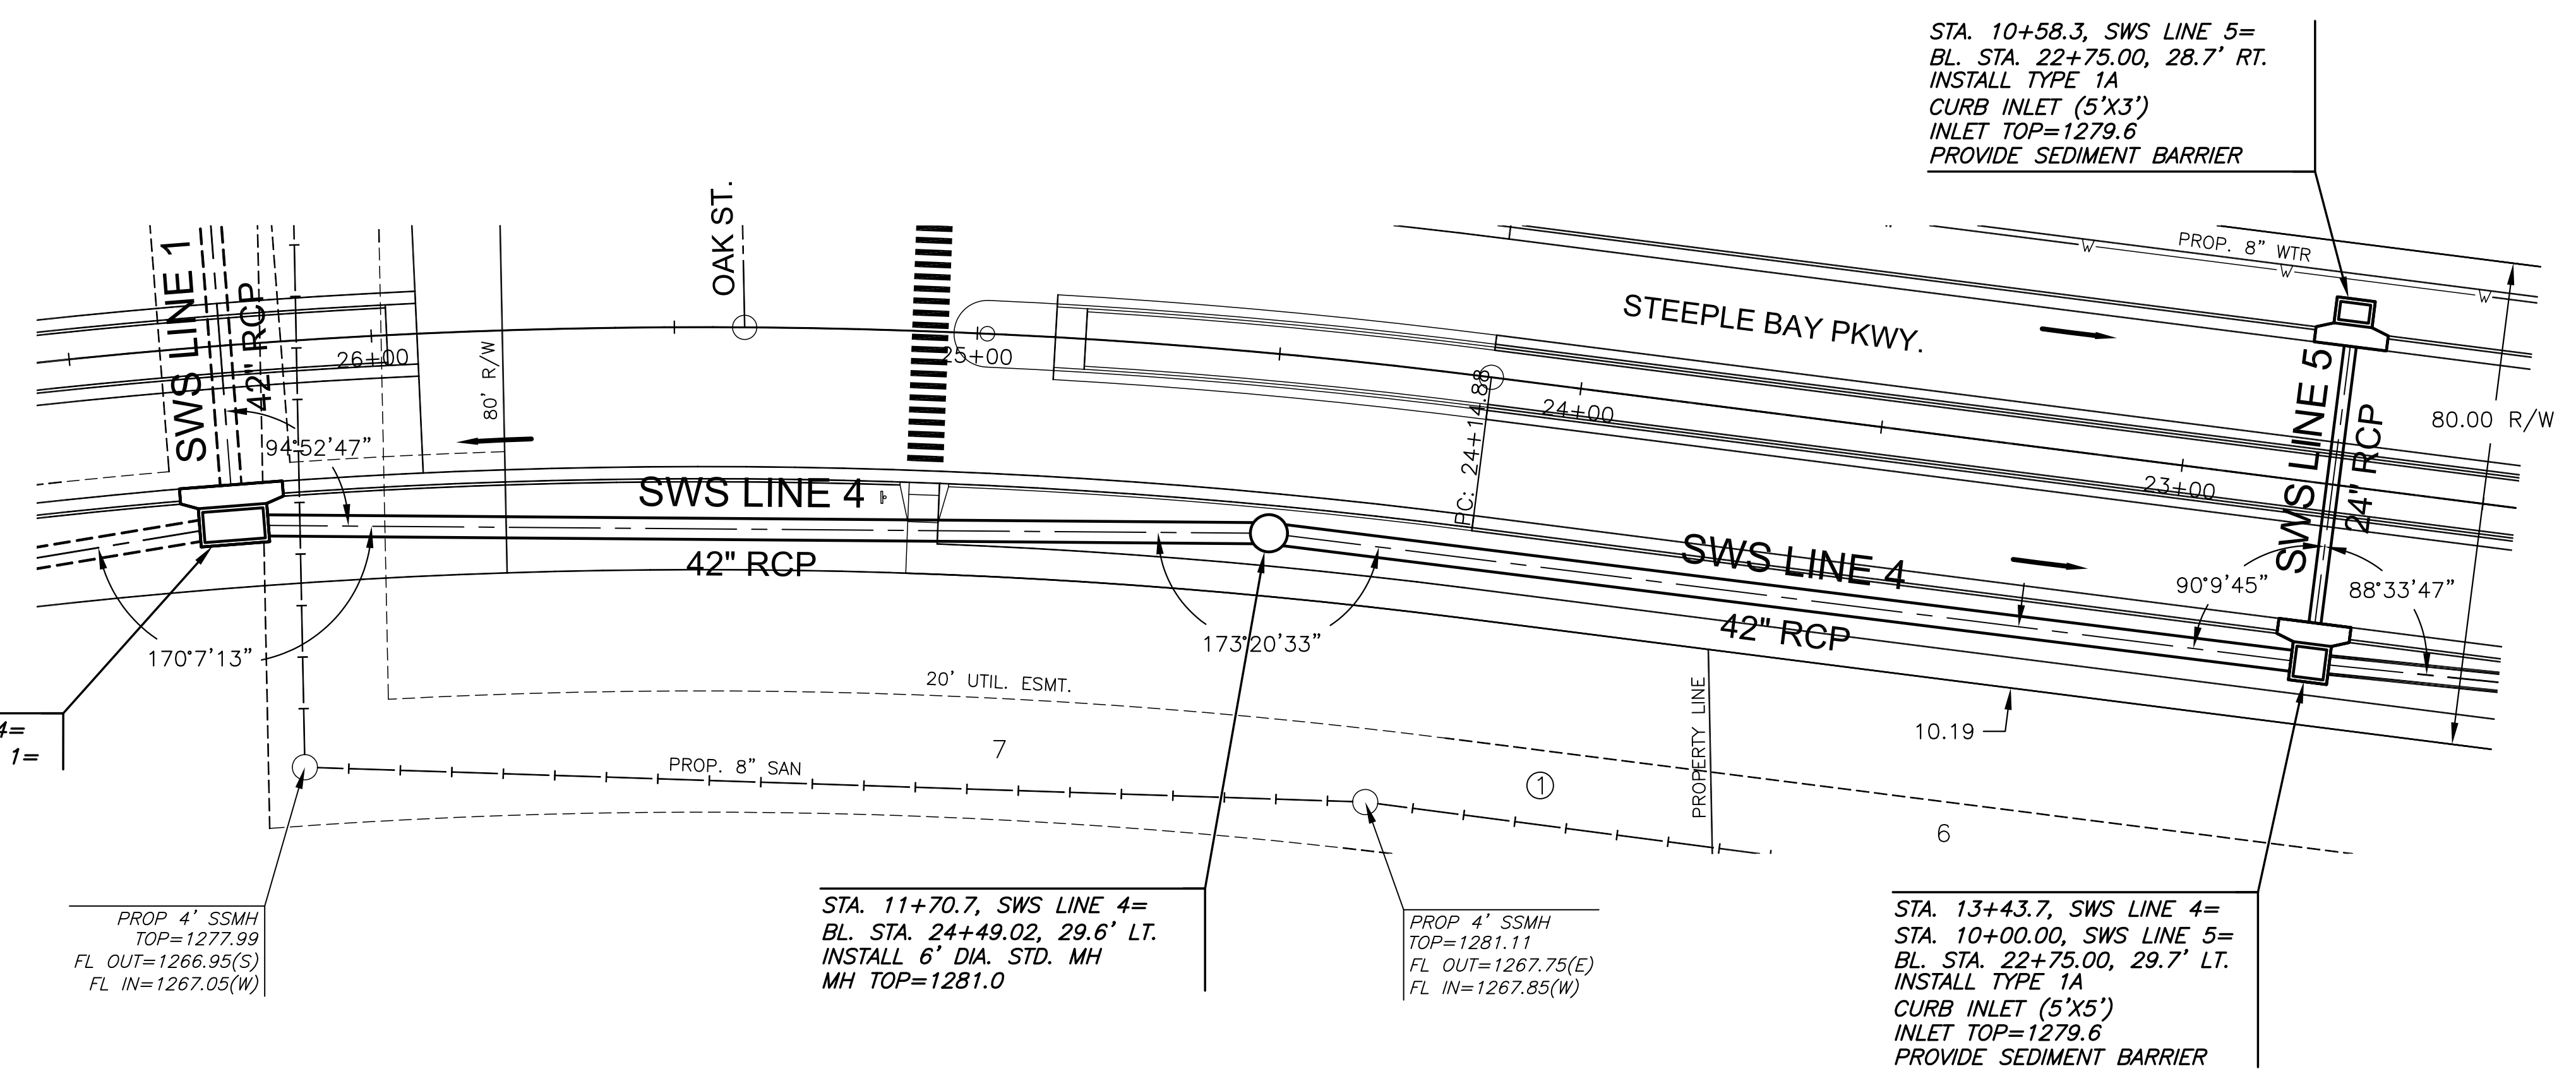 STA. 10+58.3, SWS LINE 5=
BL. STA. 22+75.00, 28.7' RT.
INSTALL TYPE 1A
CURB INLET (5'X3')
INLET TOP=1279.6
PROVIDE SEDIMENT BARRIER
OAK ST.
SWS LINE 1
42" RCP
26+00
80' R/W
25+00
94°52'47"
STEEPLE BAY PKWY.
PROP. 8" WTR
W
W
W
W
80.00 R/W
PC: 24+14.88
24+00
23+00
SWS LINE 5
24" RCP
SWS LINE 4
42" RCP
SWS LINE 4
42" RCP
90°9'45"
88°33'47"
170°7'13"
173°20'33"
20' UTIL. ESMT.
PROPERTY LINE
10.19
4=
1=
PROP. 8" SAN
7
1
6
PROP 4' SSMH
TOP=1277.99
FL OUT=1266.95(S)
FL IN=1267.05(W)
STA. 11+70.7, SWS LINE 4=
BL. STA. 24+49.02, 29.6' LT.
INSTALL 6' DIA. STD. MH
MH TOP=1281.0
PROP 4' SSMH
TOP=1281.11
FL OUT=1267.75(E)
FL IN=1267.85(W)
STA. 13+43.7, SWS LINE 4=
STA. 10+00.00, SWS LINE 5=
BL. STA. 22+75.00, 29.7' LT.
INSTALL TYPE 1A
CURB INLET (5'X5')
INLET TOP=1279.6
PROVIDE SEDIMENT BARRIER